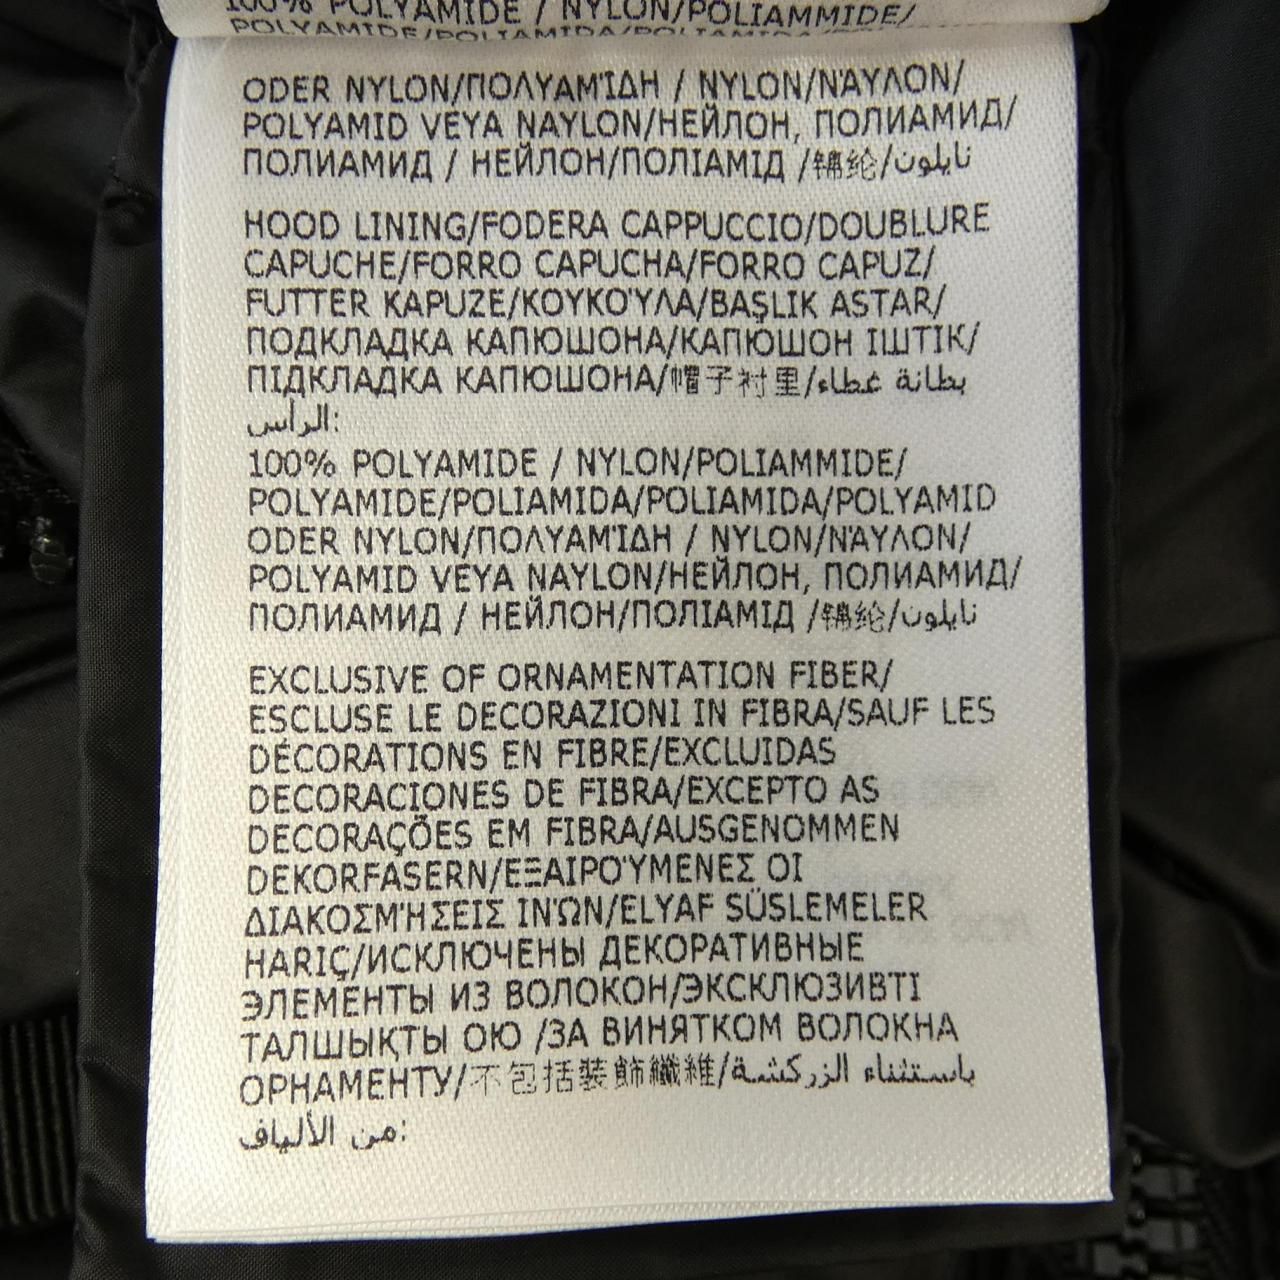 100% POLYAMIDE / NYLON/POLIAMMIDE/
POLYAMIDE/POLIAMIDA/POLIAMIDA/
ODER NYLON/ΠΟΛΥΑΜΊΔΗ / NYLON/ΝΆΥΛΟΝ/
POLYAMID VEYA NAYLON/НЕЙЛОН, ПОЛИАМИД/
ПОЛИАМИД / НЕЙЛОН/ПОЛІАМІД /锦纶/نايلون
HOOD LINING/FODERA CAPPUCCIO/DOUBLURE
CAPUCHE/FORRO CAPUCHA/FORRO CAPUZ/
FUTTER KAPUZE/ΚΟΥΚΟΎΛΑ/BAŞLIK ASTAR/
ПОДКЛАДКА КАПЮШОНА/КАПЮШОН ІШТІК/
ПІДКЛАДКА КАПЮШОНА/帽子衬里/بطانة غطاء
الرأس:
100% POLYAMIDE / NYLON/POLIAMMIDE/
POLYAMIDE/POLIAMIDA/POLIAMIDA/POLYAMID
ODER NYLON/ΠΟΛΥΑΜΊΔΗ / NYLON/ΝΆΥΛΟΝ/
POLYAMID VEYA NAYLON/НЕЙЛОН, ПОЛИАМИД/
ПОЛИАМИД / НЕЙЛОН/ПОЛІАМІД /锦纶/نايلون
EXCLUSIVE OF ORNAMENTATION FIBER/
ESCLUSE LE DECORAZIONI IN FIBRA/SAUF LES
DÉCORATIONS EN FIBRE/EXCLUIDAS
DECORACIONES DE FIBRA/EXCEPTO AS
DECORAÇÕES EM FIBRA/AUSGENOMMEN
DEKORFASERN/ΕΞΑΙΡΟΎΜΕΝΕΣ ΟΙ
ΔΙΑΚΟΣΜΉΣΕΙΣ ΙΝΏΝ/ELYAF SÜSLEMELER
HARIÇ/ИСКЛЮЧЕНЫ ДЕКОРАТИВНЫЕ
ЭЛЕМЕНТЫ ИЗ ВОЛОКОН/ЭКСКЛЮЗИВТІ
ТАЛШЫҚТЫ ОЮ /ЗА ВИНЯТКОМ ВОЛОКНА
ОРНАМЕНТУ/不包括裝飾纖維/باستثناء الزركشة
من الألياف: